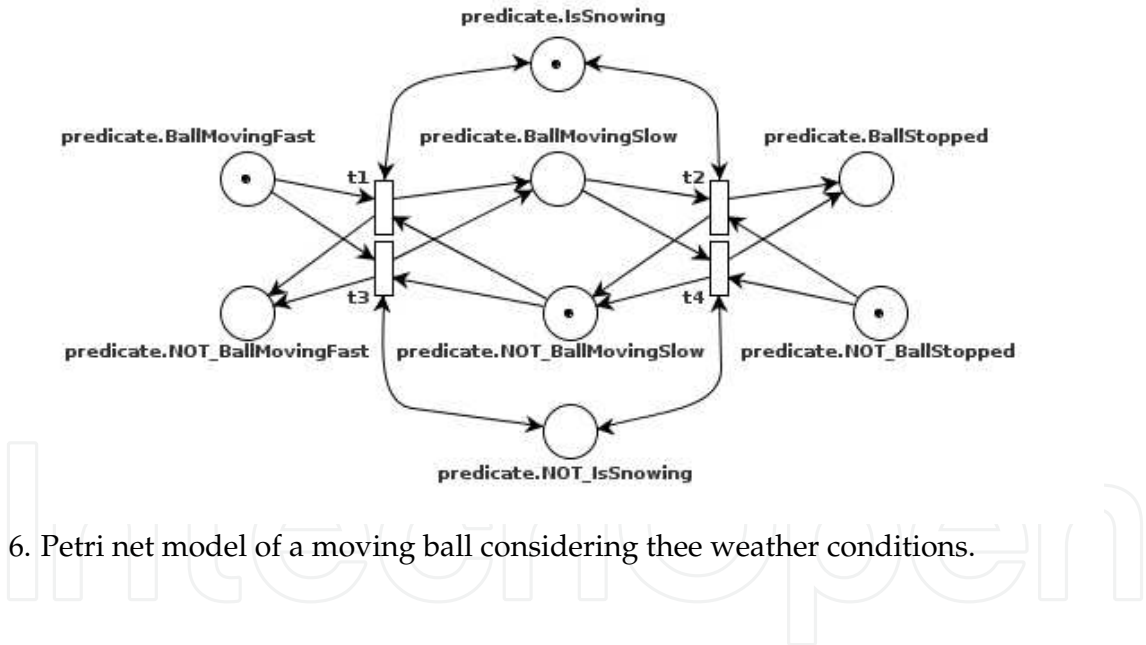 predicate.IsSnowing
predicate.BallMovingFast
predicate.BallMovingSlow
predicate.BallStopped
t1
t2
t3
t4
predicate.NOT_BallMovingFast
predicate.NOT_BallMovingSlow
predicate.NOT_BallStopped
predicate.NOT_IsSnowing
6. Petri net model of a moving ball considering thee weather conditions.
IntechOpen